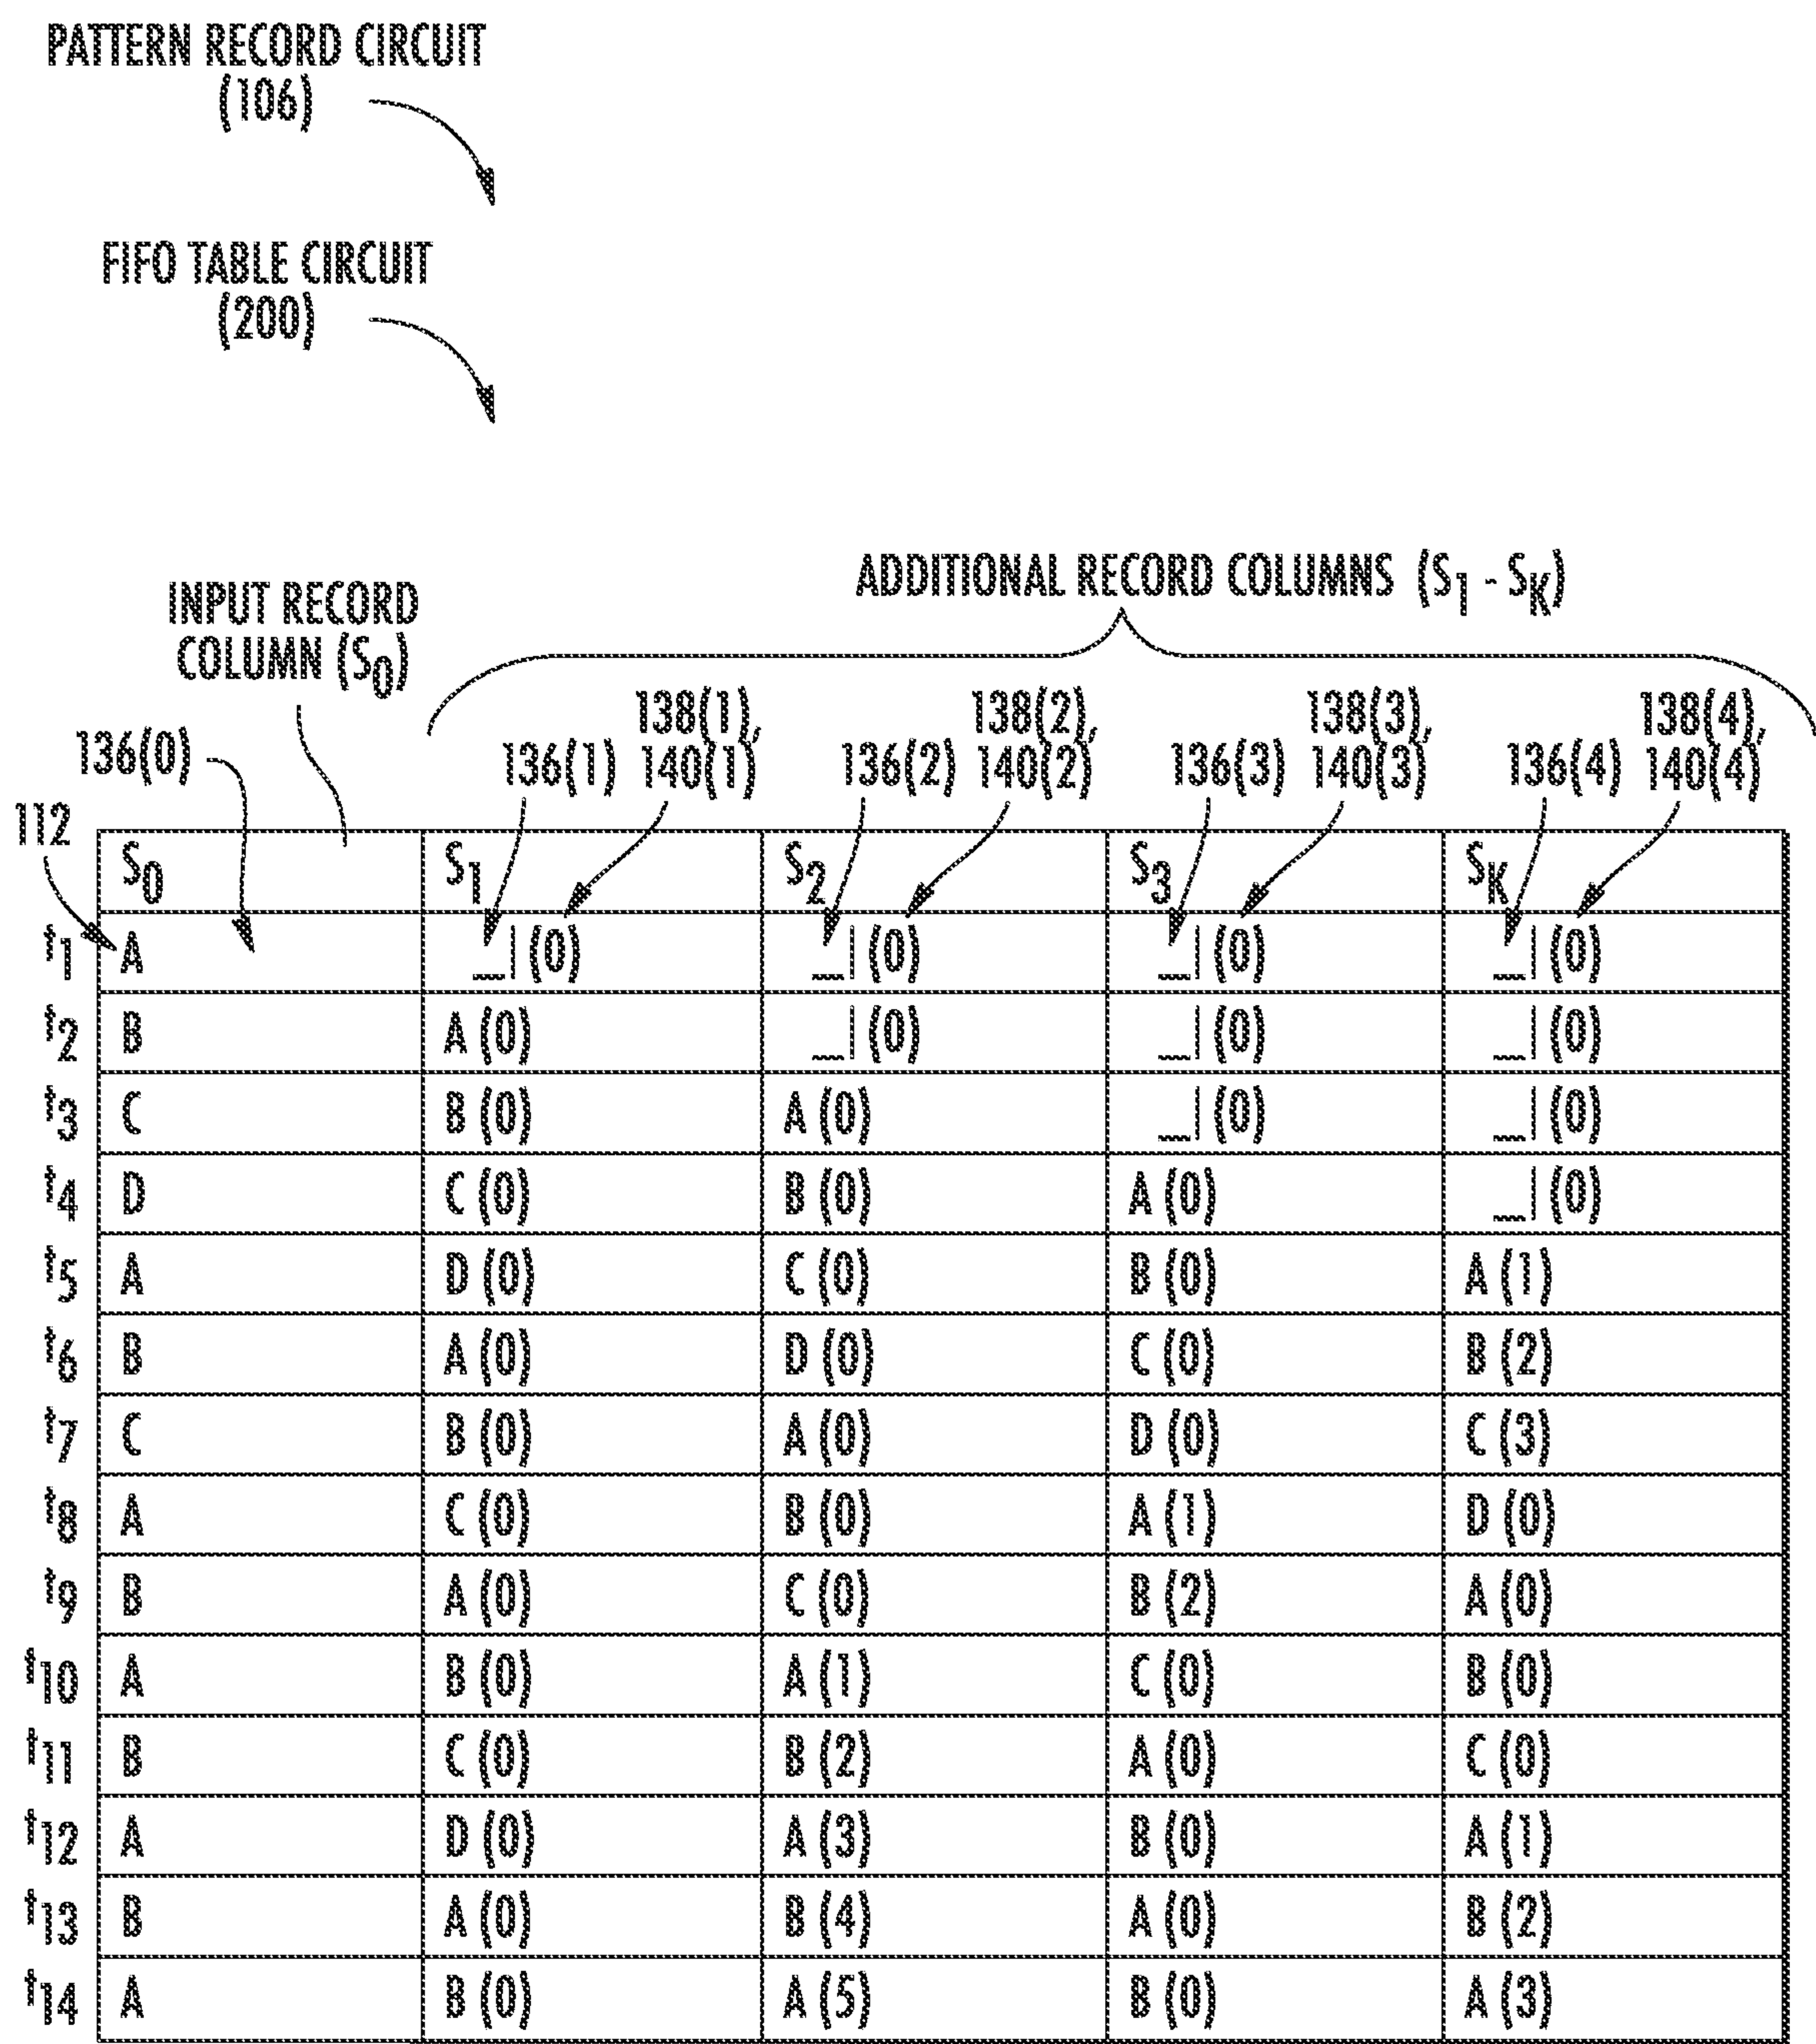 PATTERN RECORD CIRCUIT
(106)
FIFO TABLE CIRCUIT
(200)
ADDITIONAL RECORD COLUMNS (S1 - SK)
INPUT RECORD
COLUMN (S0)
136(0)
136(1)
138(1),
140(1),
136(2)
138(2),
140(2),
136(3)
138(3),
140(3),
136(4)
138(4),
140(4),
112
S0 S1 S2 S3 SK
t1 A _| (0) _| (0) _| (0) _| (0)
t2 B A (0) _| (0) _| (0) _| (0)
t3 C B (0) A (0) _| (0) _| (0)
t4 D C (0) B (0) A (0) _| (0)
t5 A D (0) C (0) B (0) A (1)
t6 B A (0) D (0) C (0) B (2)
t7 C B (0) A (0) D (0) C (3)
t8 A C (0) B (0) A (1) D (0)
t9 B A (0) C (0) B (2) A (0)
t10 A B (0) A (1) C (0) B (0)
t11 B C (0) B (2) A (0) C (0)
t12 A D (0) A (3) B (0) A (1)
t13 B A (0) B (4) A (0) B (2)
t14 A B (0) A (5) B (0) A (3)